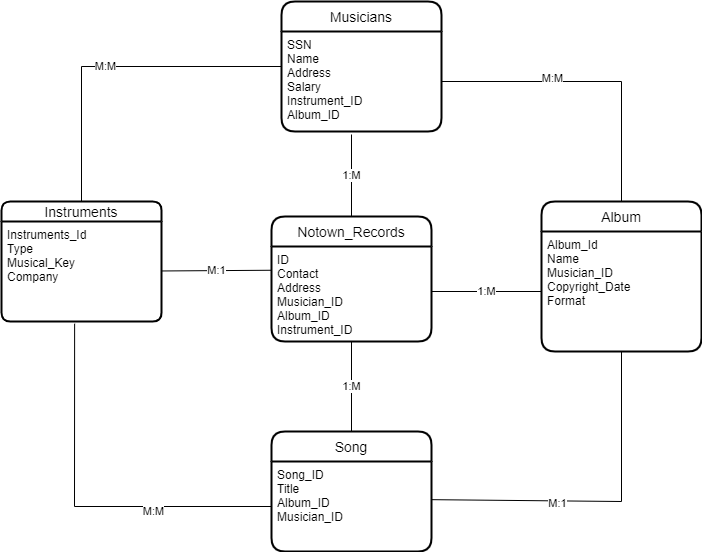 Musicians
SSN
Name
Address
Salary
Instrument_ID
Album_ID
M:M
M:M
1:M
Instruments
Instruments_Id
Type
Musical_Key
Company
Notown_Records
ID
Contact
Address
Musician_ID
Album_ID
Instrument_ID
Album
Album_Id
Name
Musician_ID
Copyright_Date
Format
M:1
1:M
1:M
Song
Song_ID
Title
Album_ID
Musician_ID
M:M
M:1